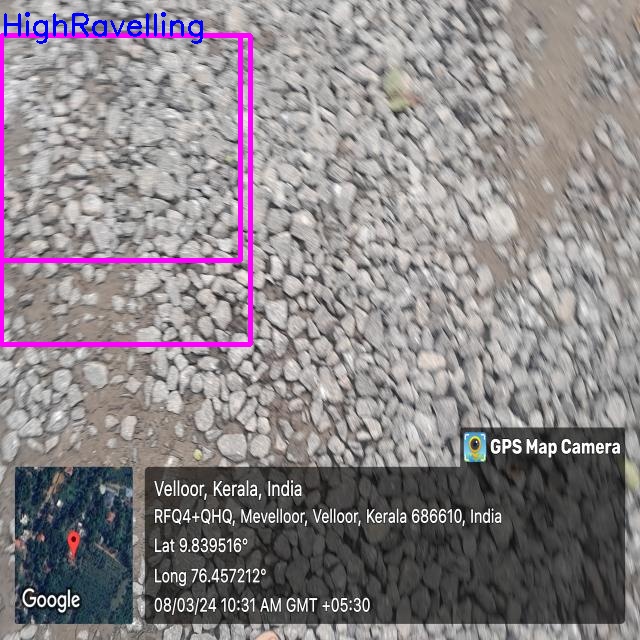 HighRavelling
GPS Map Camera
Velloor, Kerala, India
RFQ4+QHQ, Mevelloor, Velloor, Kerala 686610, India
Lat 9.839516°
Long 76.457212°
08/03/24 10:31 AM GMT +05:30
Google